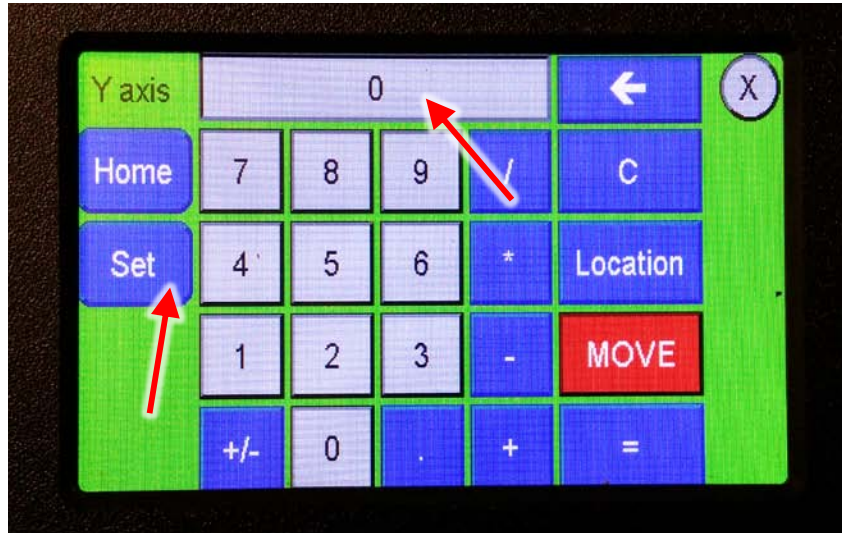 Y axis 0 ← X
Home 7 8 9 / C
Set 4 5 6 * Location
1 2 3 - MOVE
+/- 0 . + =